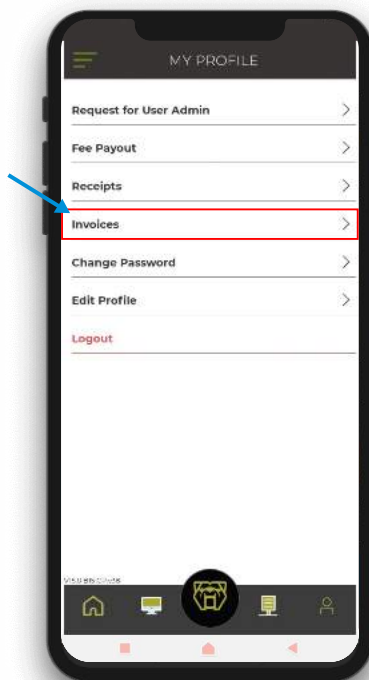 MY PROFILE
Request for User Admin
Fee Payout
Receipts
Invoices
Change Password
Edit Profile
Logout